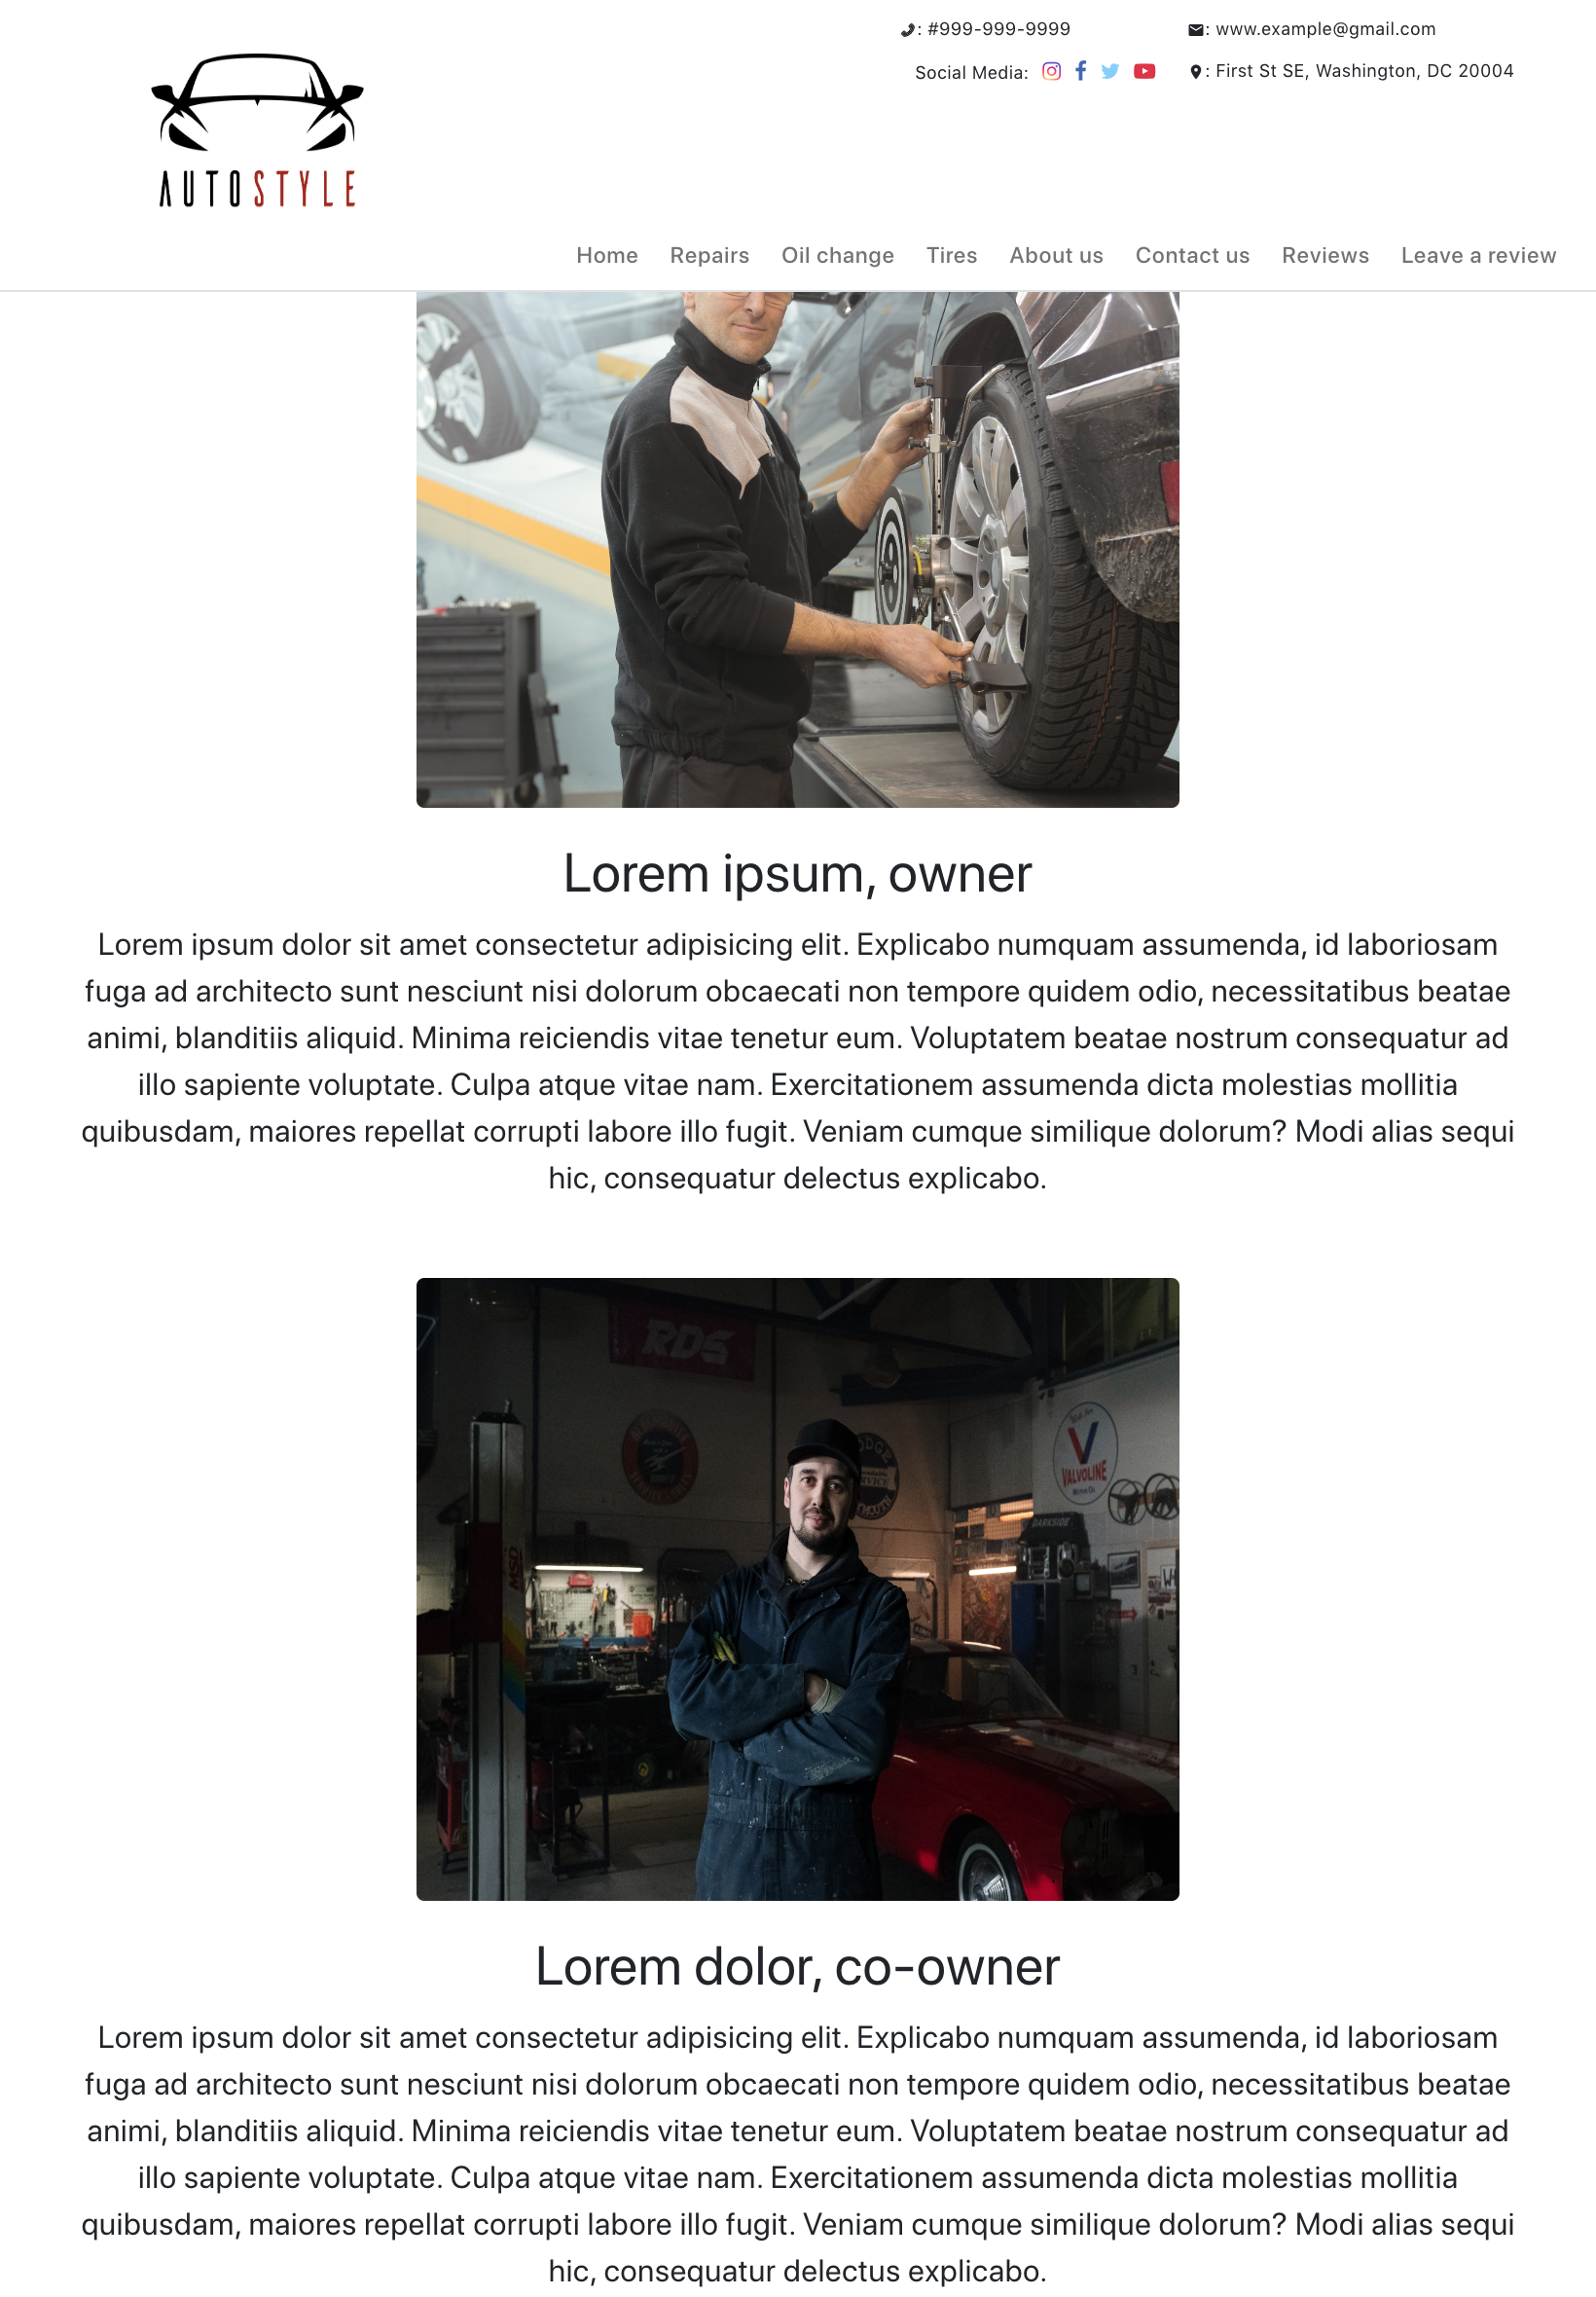 : #999-999-9999
: www.example@gmail.com
Social Media:
: First St SE, Washington, DC 20004
AUTOSTYLE
Home Repairs Oil change Tires About us Contact us Reviews Leave a review
Lorem ipsum, owner
Lorem ipsum dolor sit amet consectetur adipisicing elit. Explicabo numquam assumenda, id laboriosam
fuga ad architecto sunt nesciunt nisi dolorum obcaecati non tempore quidem odio, necessitatibus beatae
animi, blanditiis aliquid. Minima reiciendis vitae tenetur eum. Voluptatem beatae nostrum consequatur ad
illo sapiente voluptate. Culpa atque vitae nam. Exercitationem assumenda dicta molestias mollitia
quibusdam, maiores repellat corrupti labore illo fugit. Veniam cumque similique dolorum? Modi alias sequi
hic, consequatur delectus explicabo.
RDS
VALVOLINE
MOTOR OIL
DARKSIDE
MSD
Lorem dolor, co-owner
Lorem ipsum dolor sit amet consectetur adipisicing elit. Explicabo numquam assumenda, id laboriosam
fuga ad architecto sunt nesciunt nisi dolorum obcaecati non tempore quidem odio, necessitatibus beatae
animi, blanditiis aliquid. Minima reiciendis vitae tenetur eum. Voluptatem beatae nostrum consequatur ad
illo sapiente voluptate. Culpa atque vitae nam. Exercitationem assumenda dicta molestias mollitia
quibusdam, maiores repellat corrupti labore illo fugit. Veniam cumque similique dolorum? Modi alias sequi
hic, consequatur delectus explicabo.